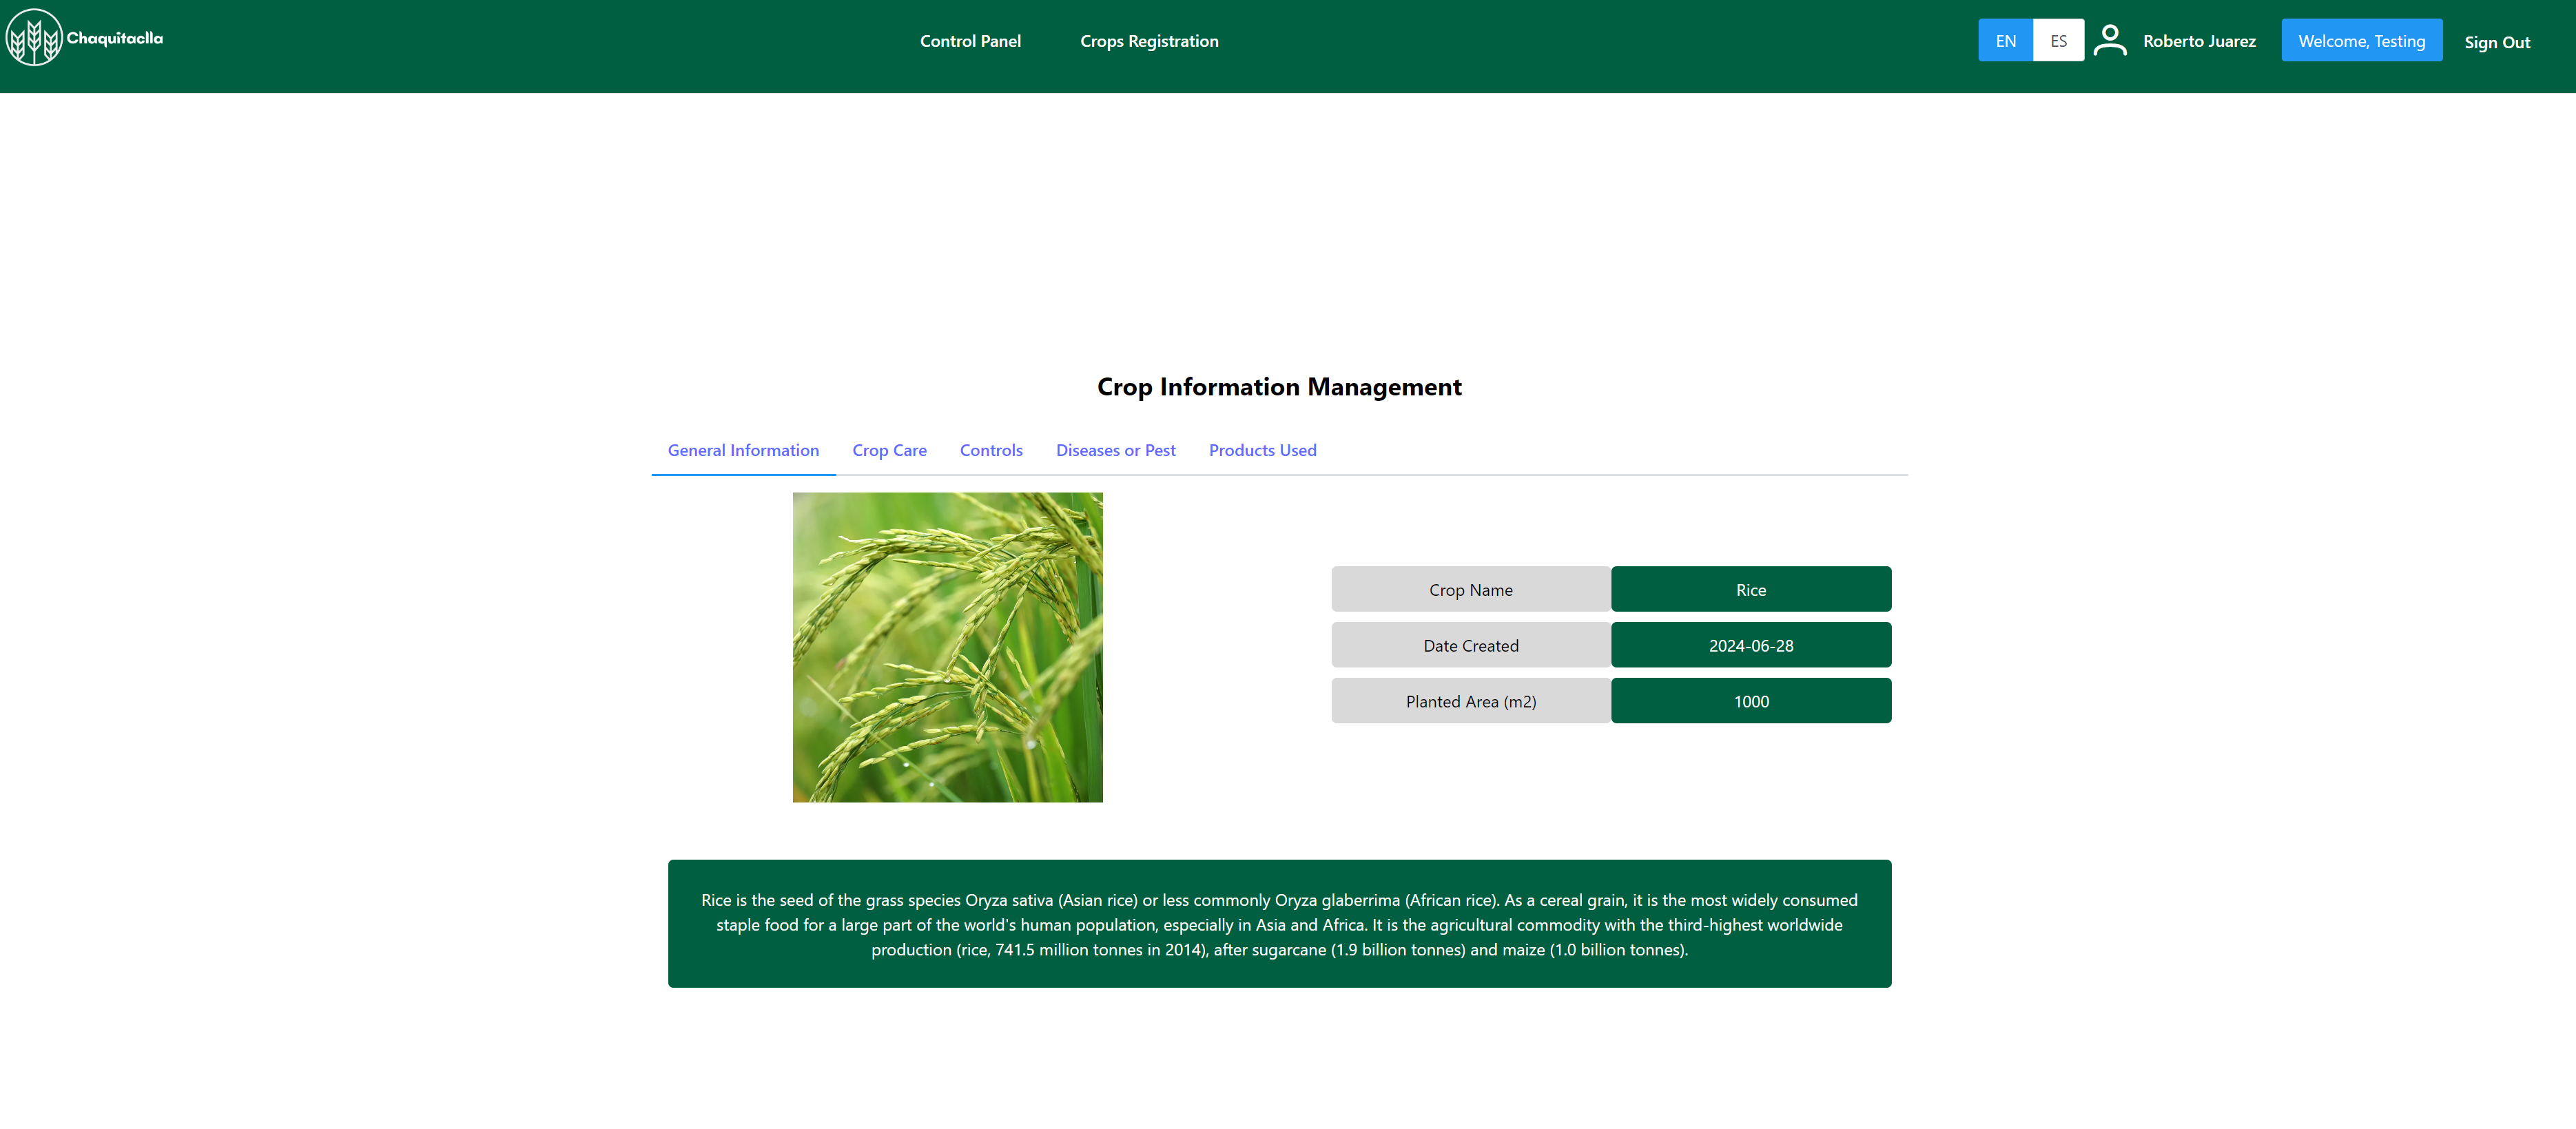 Chaquitaclla
Control Panel
Crops Registration
EN
ES
Roberto Juarez
Welcome, Testing
Sign Out
Crop Information Management
General Information
Crop Care
Controls
Diseases or Pest
Products Used
Crop Name
Rice
Date Created
2024-06-28
Planted Area (m2)
1000
Rice is the seed of the grass species Oryza sativa (Asian rice) or less commonly Oryza glaberrima (African rice). As a cereal grain, it is the most widely consumed
staple food for a large part of the world's human population, especially in Asia and Africa. It is the agricultural commodity with the third-highest worldwide
production (rice, 741.5 million tonnes in 2014), after sugarcane (1.9 billion tonnes) and maize (1.0 billion tonnes).